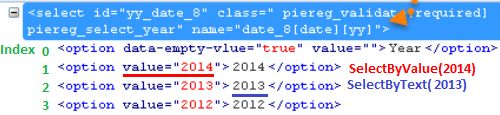 <select id="yy_date_8" class=" piereg_validate[required]
piereg_select_year" name="date_8[date][yy]">
Index 0 <option data-empty-vlue="true" value="">Year</option>
1 <option value="2014">2014</option> SelectByValue(2014)
2 <option value="2013">2013</option> SelectByText( 2013)
3 <option value="2012">2012</option>